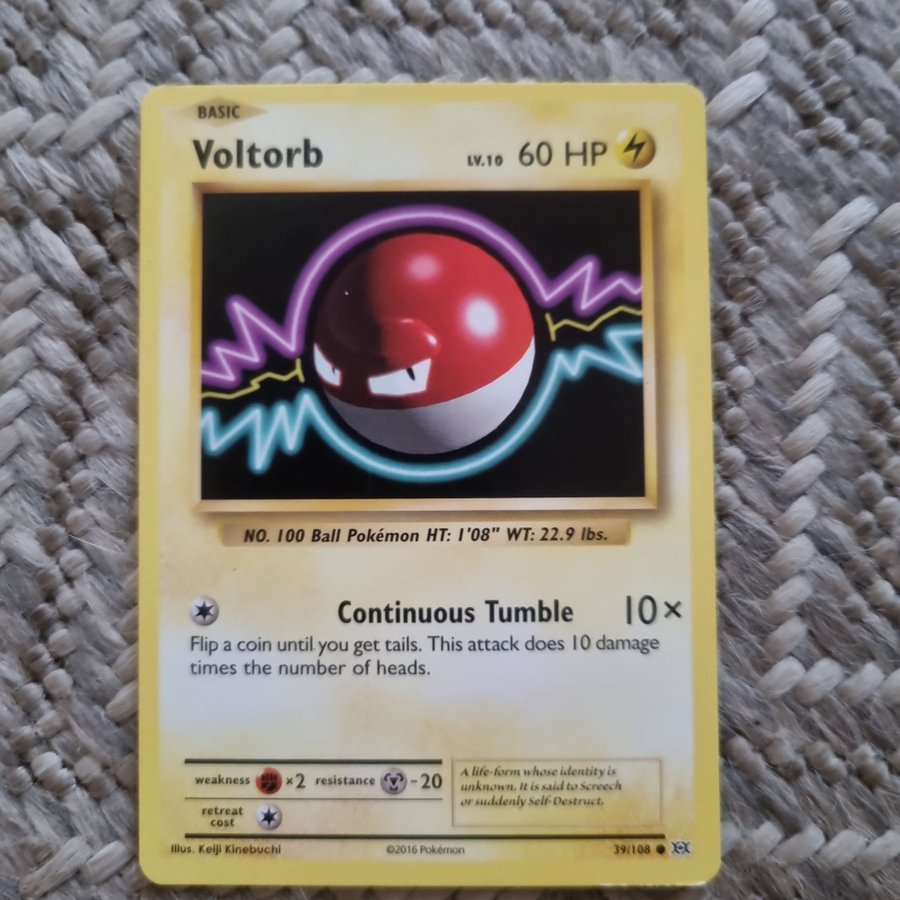 BASIC
Voltorb LV.10 60 HP
NO. 100 Ball Pokémon HT: 1'08" WT: 22.9 lbs.
Continuous Tumble 10×
Flip a coin until you get tails. This attack does 10 damage
times the number of heads.
weakness ×2 resistance -20
A life-form whose identity is
unknown. It is said to Screech
or suddenly Self-Destruct.
retreat
cost
Illus. Keiji Kinebuchi ©2016 Pokémon 39/108